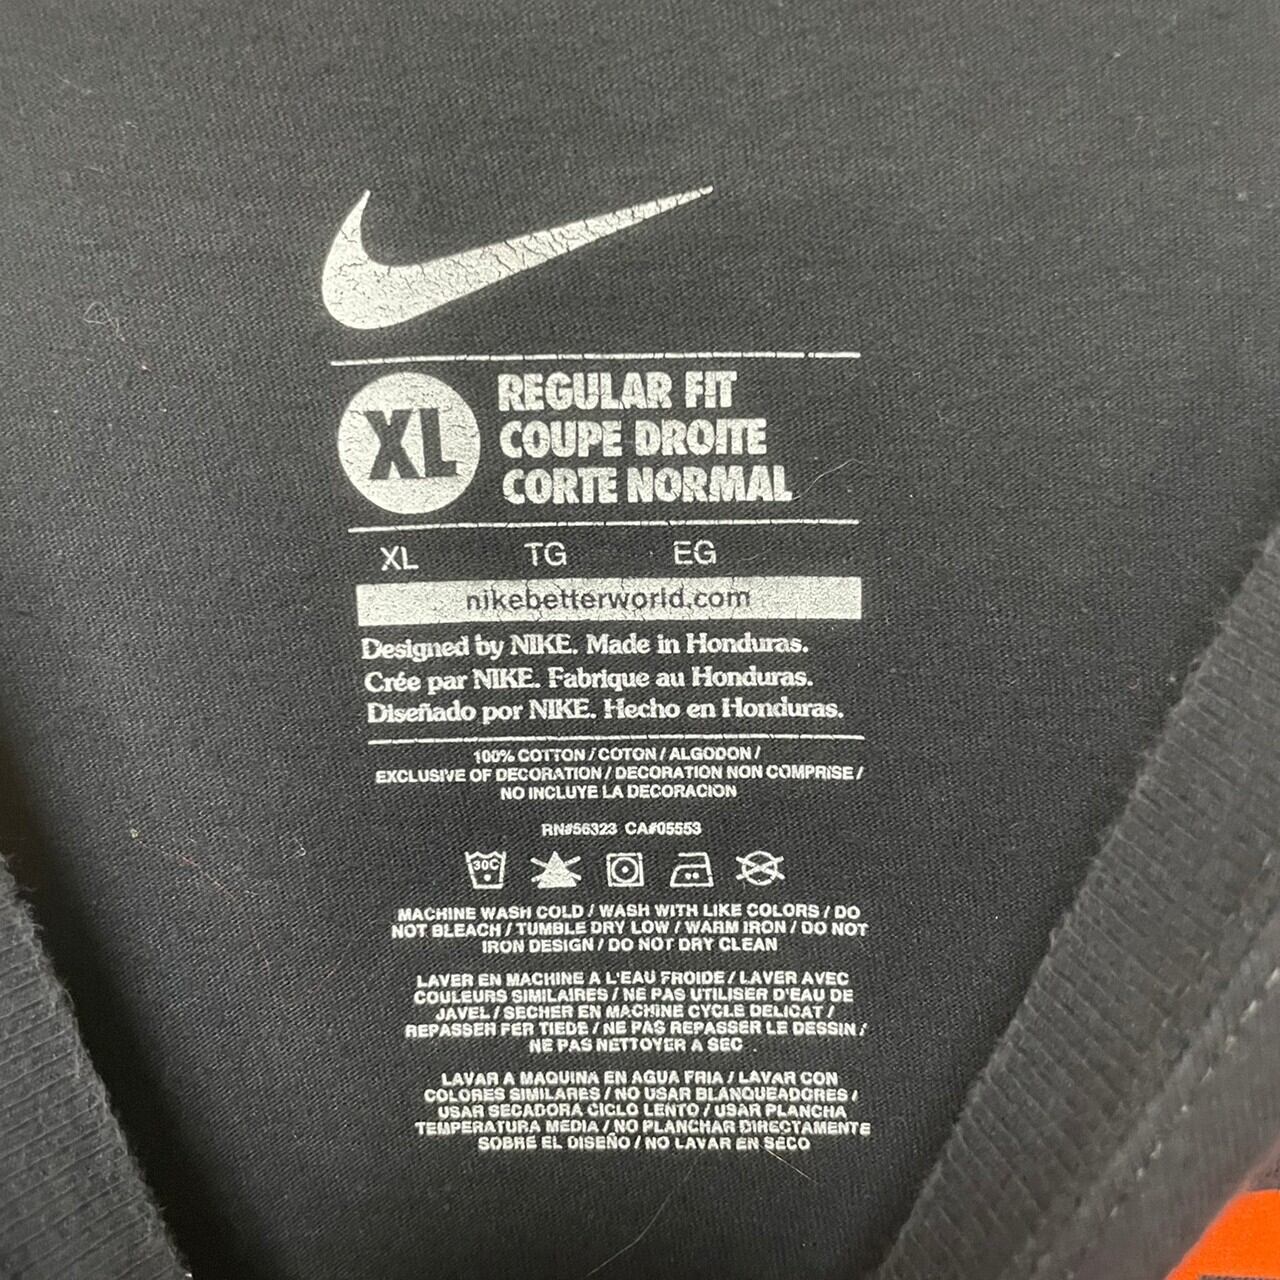 XL
REGULAR FIT
COUPE DROITE
CORTE NORMAL
XL TG EG
nikebetterworld.com
Designed by NIKE. Made in Honduras.
Crée par NIKE. Fabrique au Honduras.
Diseñado por NIKE. Hecho en Honduras.
100% COTTON / COTON / ALGODON /
EXCLUSIVE OF DECORATION / DECORATION NON COMPRISE /
NO INCLUYE LA DECORACION
RN#56323 CA#05553
30C
MACHINE WASH COLD / WASH WITH LIKE COLORS / DO
NOT BLEACH / TUMBLE DRY LOW / WARM IRON / DO NOT
IRON DESIGN / DO NOT DRY CLEAN
LAVER EN MACHINE A L'EAU FROIDE / LAVER AVEC
COULEURS SIMILAIRES / NE PAS UTILISER D'EAU DE
JAVEL / SECHER EN MACHINE CYCLE DELICAT /
REPASSER FER TIEDE / NE PAS REPASSER LE DESSIN /
NE PAS NETTOYER A SEC
LAVAR A MAQUINA EN AGUA FRIA / LAVAR CON
COLORES SIMILARES / NO USAR BLANQUEADORES /
USAR SECADORA CICLO LENTO / USAR PLANCHA
TEMPERATURA MEDIA / NO PLANCHAR DIRECTAMENTE
SOBRE EL DISEÑO / NO LAVAR EN SECO